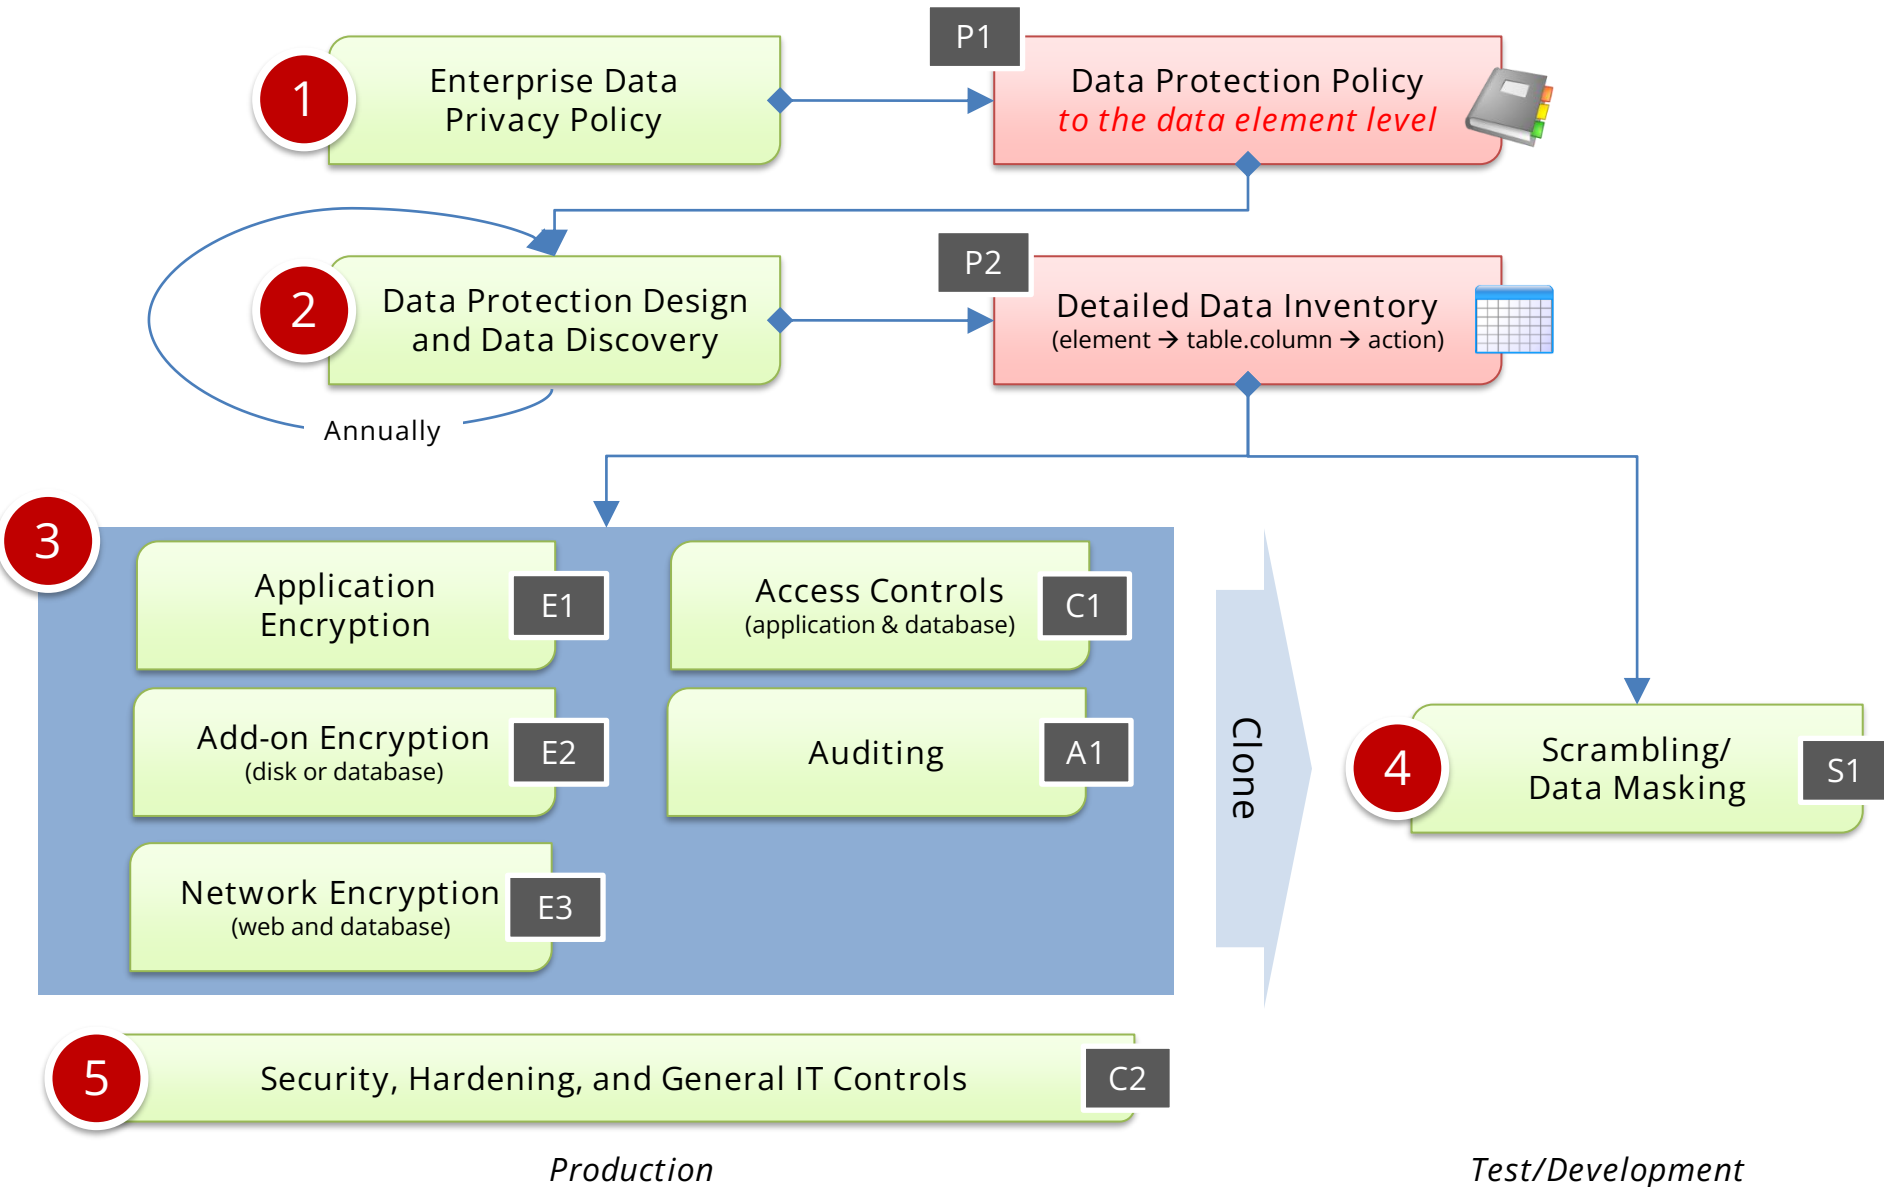 P1
1
Enterprise Data
Privacy Policy
Data Protection Policy
to the data element level
P2
2
Data Protection Design
and Data Discovery
Detailed Data Inventory
(element → table.column → action)
Annually
3
Application
Encryption
E1
Access Controls
(application & database)
C1
Add-on Encryption
(disk or database)
E2
Auditing
A1
Network Encryption
(web and database)
E3
Clone
4
Scrambling/
Data Masking
S1
5
Security, Hardening, and General IT Controls
C2
Production
Test/Development